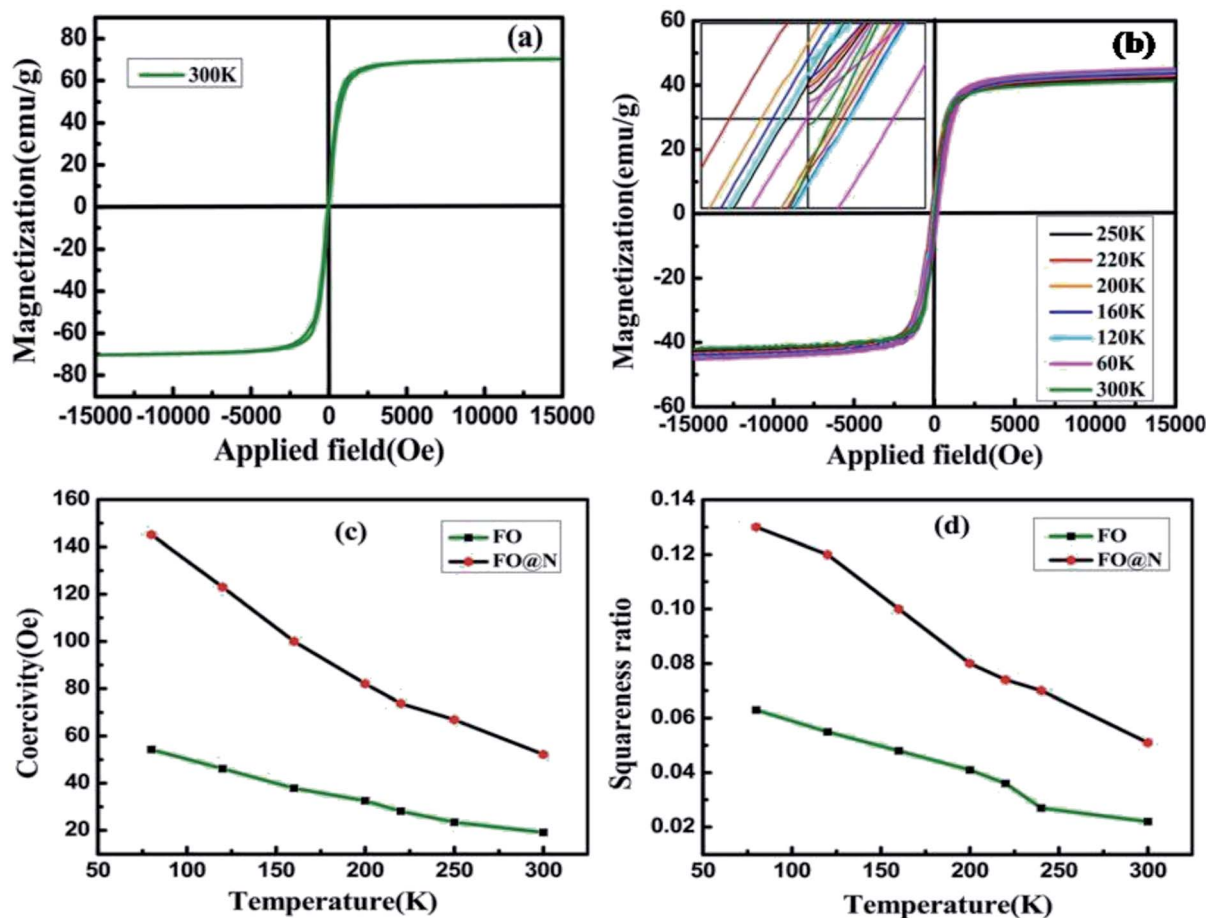 (a)
300K
Magnetization(emu/g)
80
60
40
20
0
-20
-40
-60
-80
-15000 -10000 -5000 0 5000 10000 15000
Applied field(Oe)
(b)
Magnetization(emu/g)
60
40
20
0
-20
-40
-60
250K
220K
200K
160K
120K
60K
300K
-15000 -10000 -5000 0 5000 10000 15000
Applied field(Oe)
(c)
FO
FO@N
Coercivity(Oe)
160
140
120
100
80
60
40
20
50 100 150 200 250 300
Temperature(K)
(d)
FO
FO@N
Squareness ratio
0.14
0.12
0.10
0.08
0.06
0.04
0.02
50 100 150 200 250 300
Temperature(K)